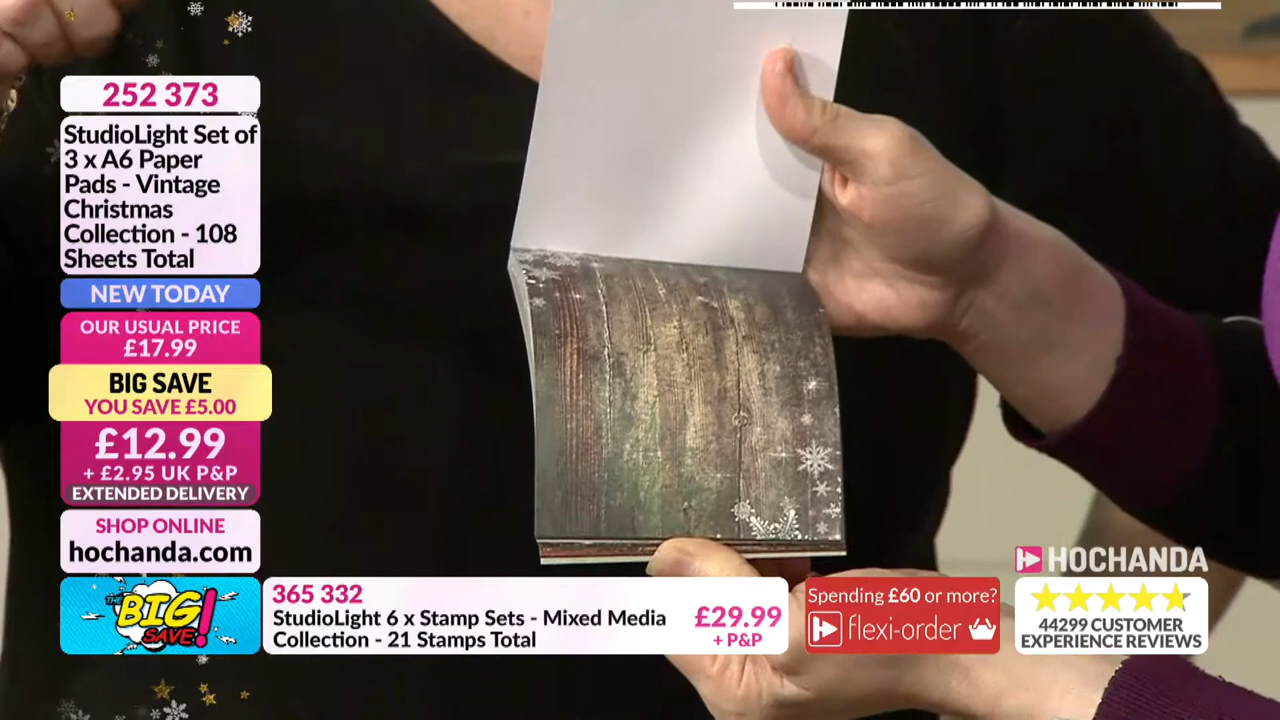 252 373
StudioLight Set of
3 x A6 Paper
Pads - Vintage
Christmas
Collection - 108
Sheets Total
NEW TODAY
OUR USUAL PRICE
£17.99
BIG SAVE
YOU SAVE £5.00
£12.99
+ £2.95 UK P&P
EXTENDED DELIVERY
SHOP ONLINE
hochanda.com
THE BIG SAVE!
365 332
StudioLight 6 x Stamp Sets - Mixed Media
Collection - 21 Stamps Total
£29.99
+ P&P
Spending £60 or more?
flexi-order
HOCHANDA
44299 CUSTOMER
EXPERIENCE REVIEWS